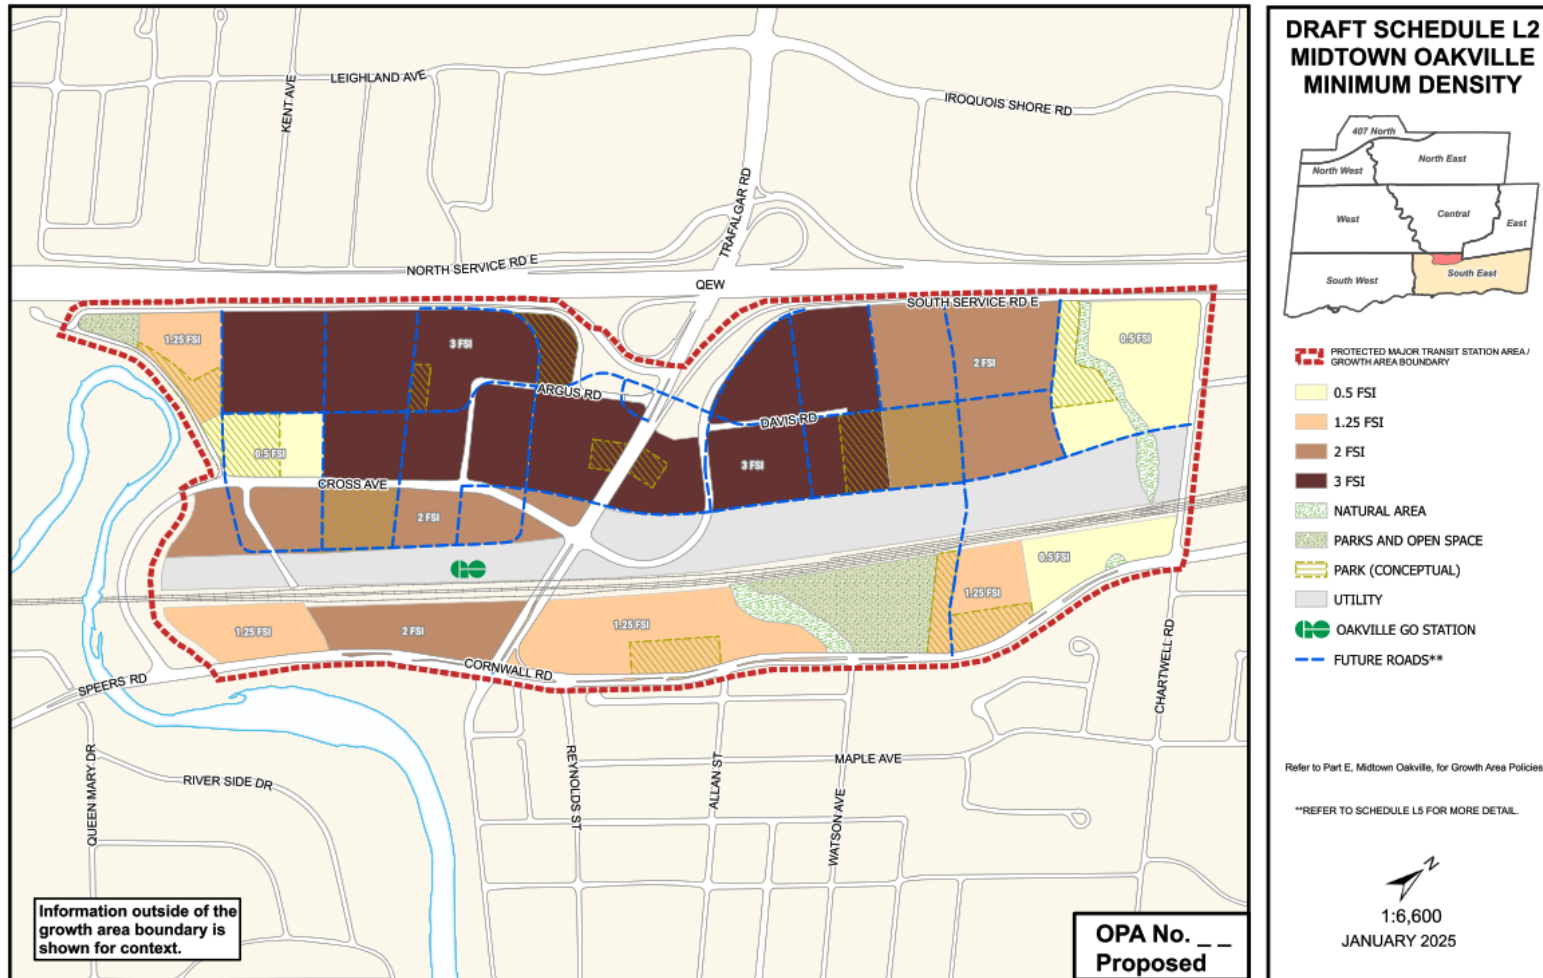 LEIGHLAND AVE
KENT AVE
IROQUOIS SHORE RD
TRAFALGAR RD
NORTH SERVICE RD E
QEW
SOUTH SERVICE RD E
1.25 FSI
3 FSI
0.5 FSI
2 FSI
ARGUS RD
DAVIS RD
0.5 FSI
3 FSI
CROSS AVE
2 FSI
0.5 FSI
1.25 FSI
1.25 FSI
2 FSI
1.25 FSI
CORNWALL RD
SPEERS RD
CHARTWELL RD
QUEEN MARY DR
RIVER SIDE DR
REYNOLDS ST
ALLAN ST
WATSON AVE
MAPLE AVE
Information outside of the
growth area boundary is
shown for context.
OPA No. _ _
Proposed
DRAFT SCHEDULE L2
MIDTOWN OAKVILLE
MINIMUM DENSITY
407 North
North West
North East
West
Central
East
South West
South East
PROTECTED MAJOR TRANSIT STATION AREA /
GROWTH AREA BOUNDARY
0.5 FSI
1.25 FSI
2 FSI
3 FSI
NATURAL AREA
PARKS AND OPEN SPACE
PARK (CONCEPTUAL)
UTILITY
OAKVILLE GO STATION
FUTURE ROADS**
Refer to Part E, Midtown Oakville, for Growth Area Policies
**REFER TO SCHEDULE L5 FOR MORE DETAIL.
N
1:6,600
JANUARY 2025